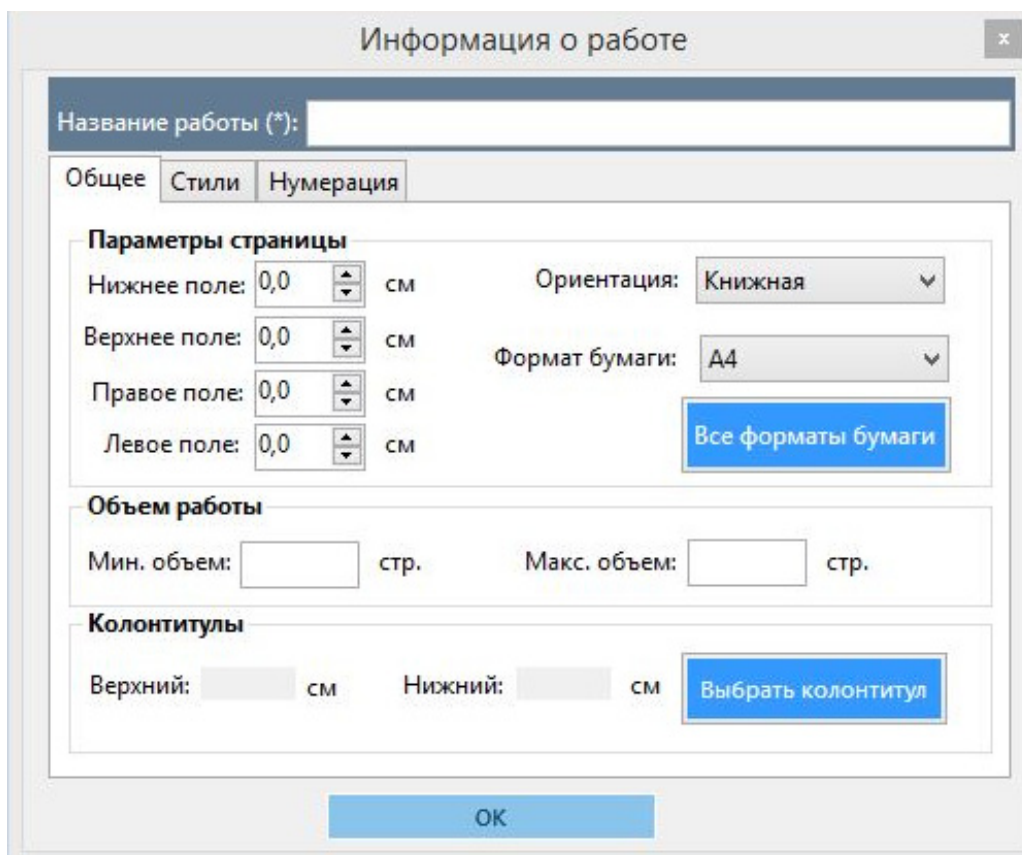 Информация о работе
x
Название работы (*):
Общее Стили Нумерация
Параметры страницы
Нижнее поле: 0,0 см Ориентация: Книжная
Верхнее поле: 0,0 см Формат бумаги: A4
Правое поле: 0,0 см
Левое поле: 0,0 см Все форматы бумаги
Объем работы
Мин. объем: стр. Макс. объем: стр.
Колонтитулы
Верхний: см Нижний: см Выбрать колонтитул
ОК